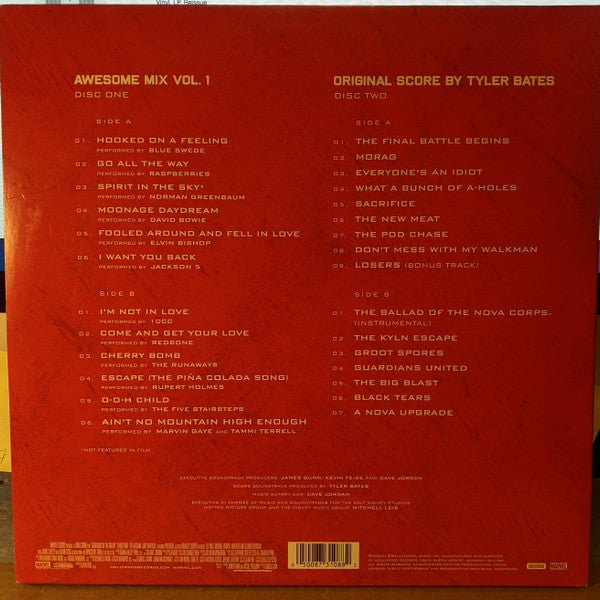 Vinyl, LP, Reissue
AWESOME MIX VOL. 1
DISC ONE
SIDE A
01. HOOKED ON A FEELING
PERFORMED BY BLUE SWEDE
02. GO ALL THE WAY
PERFORMED BY RASPBERRIES
03. SPIRIT IN THE SKY*
PERFORMED BY NORMAN GREENBAUM
04. MOONAGE DAYDREAM
PERFORMED BY DAVID BOWIE
05. FOOLED AROUND AND FELL IN LOVE
PERFORMED BY ELVIN BISHOP
06. I WANT YOU BACK
PERFORMED BY JACKSON 5
SIDE B
01. I'M NOT IN LOVE
PERFORMED BY 10CC
02. COME AND GET YOUR LOVE
PERFORMED BY REDBONE
03. CHERRY BOMB
PERFORMED BY THE RUNAWAYS
04. ESCAPE (THE PIÑA COLADA SONG)
PERFORMED BY RUPERT HOLMES
05. O-O-H CHILD
PERFORMED BY THE FIVE STAIRSTEPS
06. AIN'T NO MOUNTAIN HIGH ENOUGH
PERFORMED BY MARVIN GAYE AND TAMMI TERRELL
*NOT FEATURED IN FILM
ORIGINAL SCORE BY TYLER BATES
DISC TWO
SIDE A
01. THE FINAL BATTLE BEGINS
02. MORAG
03. EVERYONE'S AN IDIOT
04. WHAT A BUNCH OF A-HOLES
05. SACRIFICE
06. THE NEW MEAT
07. THE POD CHASE
08. DON'T MESS WITH MY WALKMAN
09. LOSERS (BONUS TRACK)
SIDE B
01. THE BALLAD OF THE NOVA CORPS.
(INSTRUMENTAL)
02. THE KYLN ESCAPE
03. GROOT SPORES
04. GUARDIANS UNITED
05. THE BIG BLAST
06. BLACK TEARS
07. A NOVA UPGRADE
EXECUTIVE SOUNDTRACK PRODUCERS: JAMES GUNN, KEVIN FEIGE AND DAVE JORDAN
SCORE SOUNDTRACK PRODUCED BY TYLER BATES
MUSIC SUPERVISOR: DAVE JORDAN
EXECUTIVE IN CHARGE OF MUSIC AND SOUNDTRACKS FOR THE WALT DISNEY STUDIOS
MOTION PICTURE GROUP AND THE DISNEY MUSIC GROUP: MITCHELL LEIB
HOLLYWOODRECORDS.COM MARVEL.COM
0 50087 31088 2